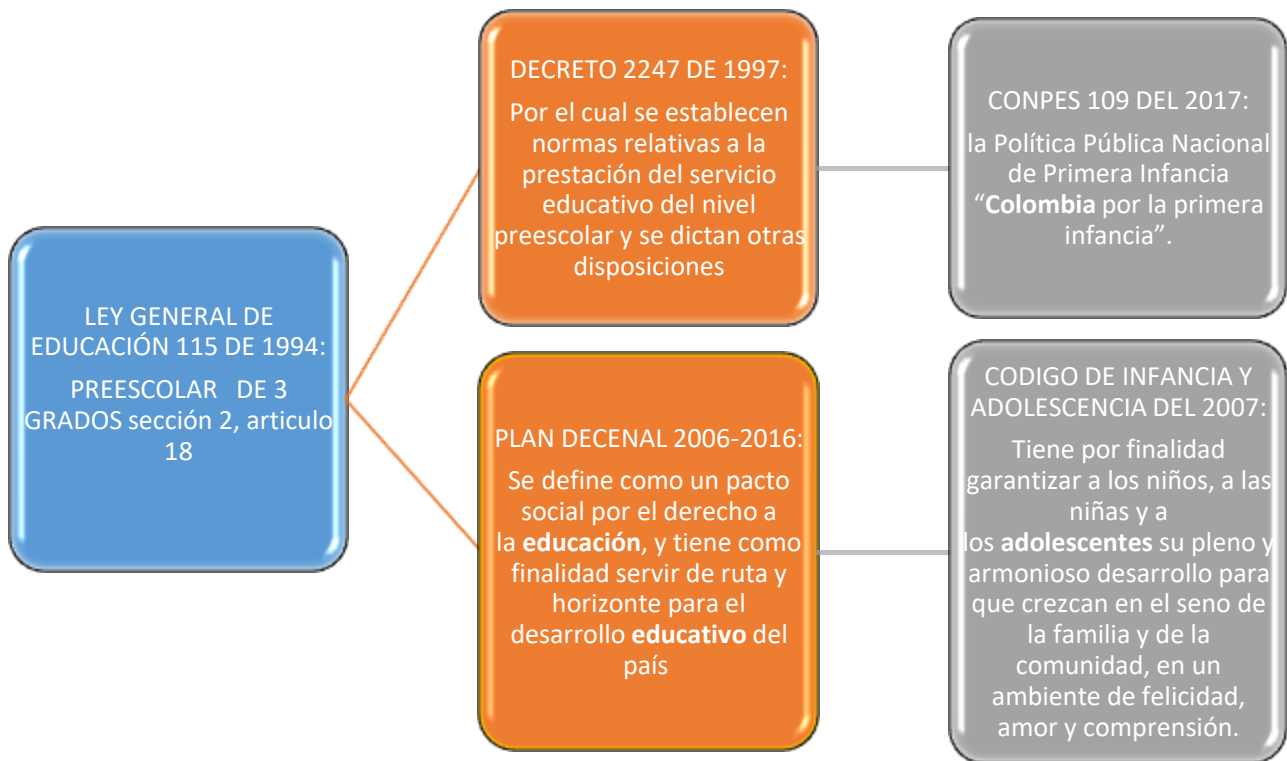 LEY GENERAL DE
EDUCACIÓN 115 DE 1994:
PREESCOLAR DE 3
GRADOS sección 2, articulo
18
DECRETO 2247 DE 1997:
Por el cual se establecen
normas relativas a la
prestación del servicio
educativo del nivel
preescolar y se dictan otras
disposiciones
CONPES 109 DEL 2017:
la Política Pública Nacional
de Primera Infancia
“Colombia por la primera
infancia”.
PLAN DECENAL 2006-2016:
Se define como un pacto
social por el derecho a
la educación, y tiene como
finalidad servir de ruta y
horizonte para el
desarrollo educativo del
país
CODIGO DE INFANCIA Y
ADOLESCENCIA DEL 2007:
Tiene por finalidad
garantizar a los niños, a las
niñas y a
los adolescentes su pleno y
armonioso desarrollo para
que crezcan en el seno de
la familia y de la
comunidad, en un
ambiente de felicidad,
amor y comprensión.